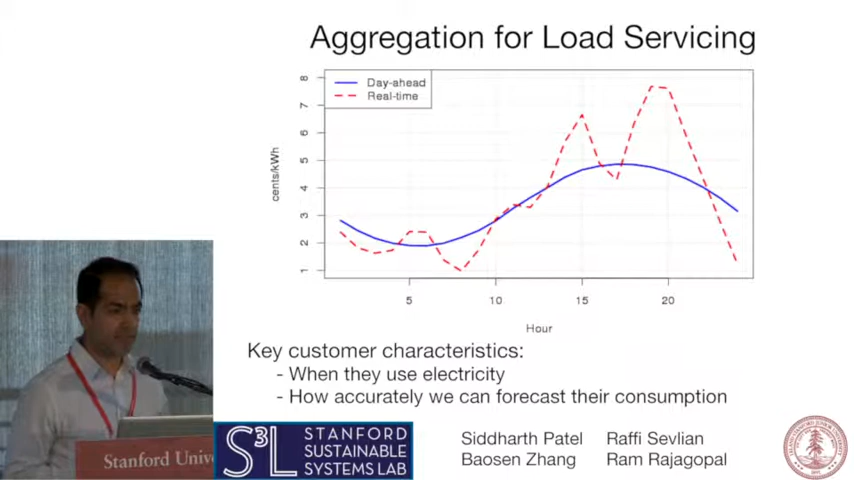 Aggregation for Load Servicing
Day-ahead
Real-time
cents/kWh
8
7
6
5
4
3
2
1
5 10 15 20
Hour
Key customer characteristics:
- When they use electricity
- How accurately we can forecast their consumption
Stanford Unive
S3L STANFORD
SUSTAINABLE
SYSTEMS LAB
Siddharth Patel Raffi Sevlian
Baosen Zhang Ram Rajagopal